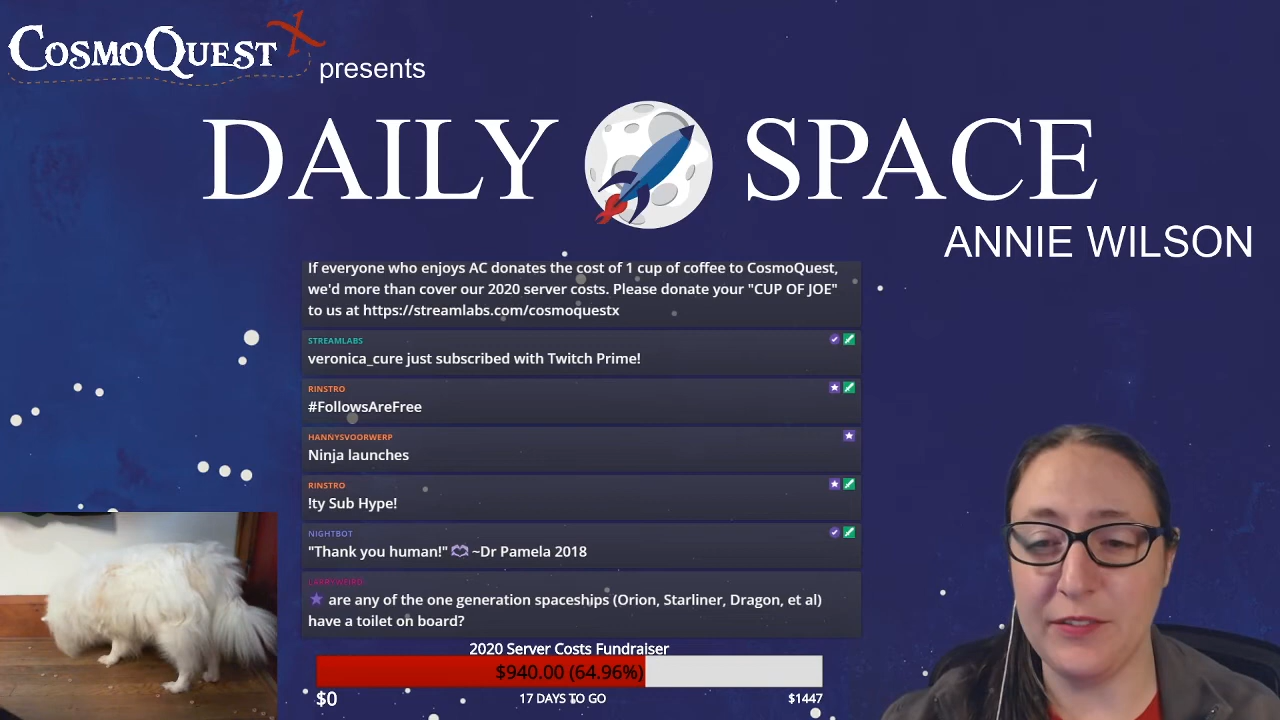 CosmoQuest X
presents
DAILY SPACE
ANNIE WILSON
If everyone who enjoys AC donates the cost of 1 cup of coffee to CosmoQuest,
we'd more than cover our 2020 server costs. Please donate your "CUP OF JOE"
to us at https://streamlabs.com/cosmoquestx
STREAMLABS
veronica_cure just subscribed with Twitch Prime!
RINSTRO
#FollowsAreFree
HANNYSVOORWERP
Ninja launches
RINSTRO
!ty Sub Hype!
NIGHTBOT
"Thank you human!" ~Dr Pamela 2018
LARRYWEIRD
are any of the one generation spaceships (Orion, Starliner, Dragon, et al)
have a toilet on board?
2020 Server Costs Fundraiser
$940.00 (64.96%)
$0 17 DAYS TO GO $1447